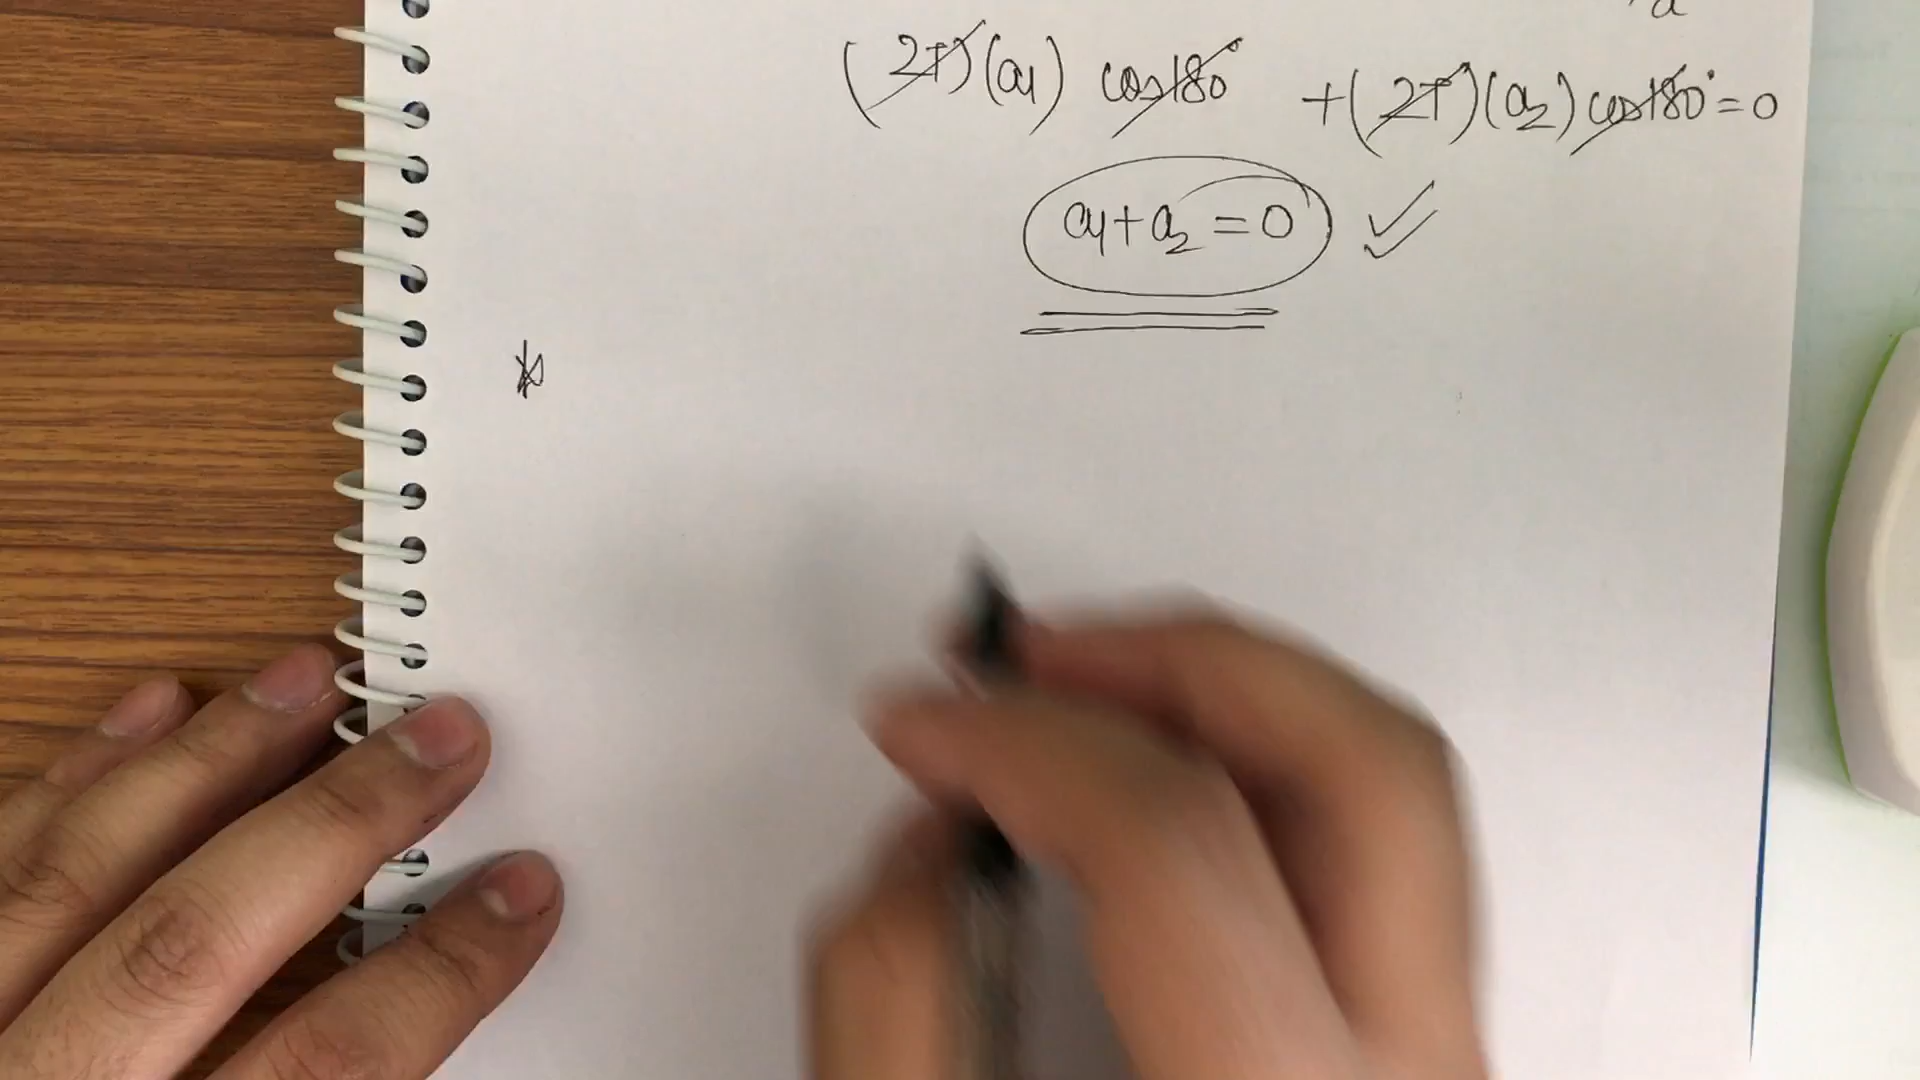 a
(2T)(a1) cos180° + (2T)(a2) cos180° = 0
a1 + a2 = 0